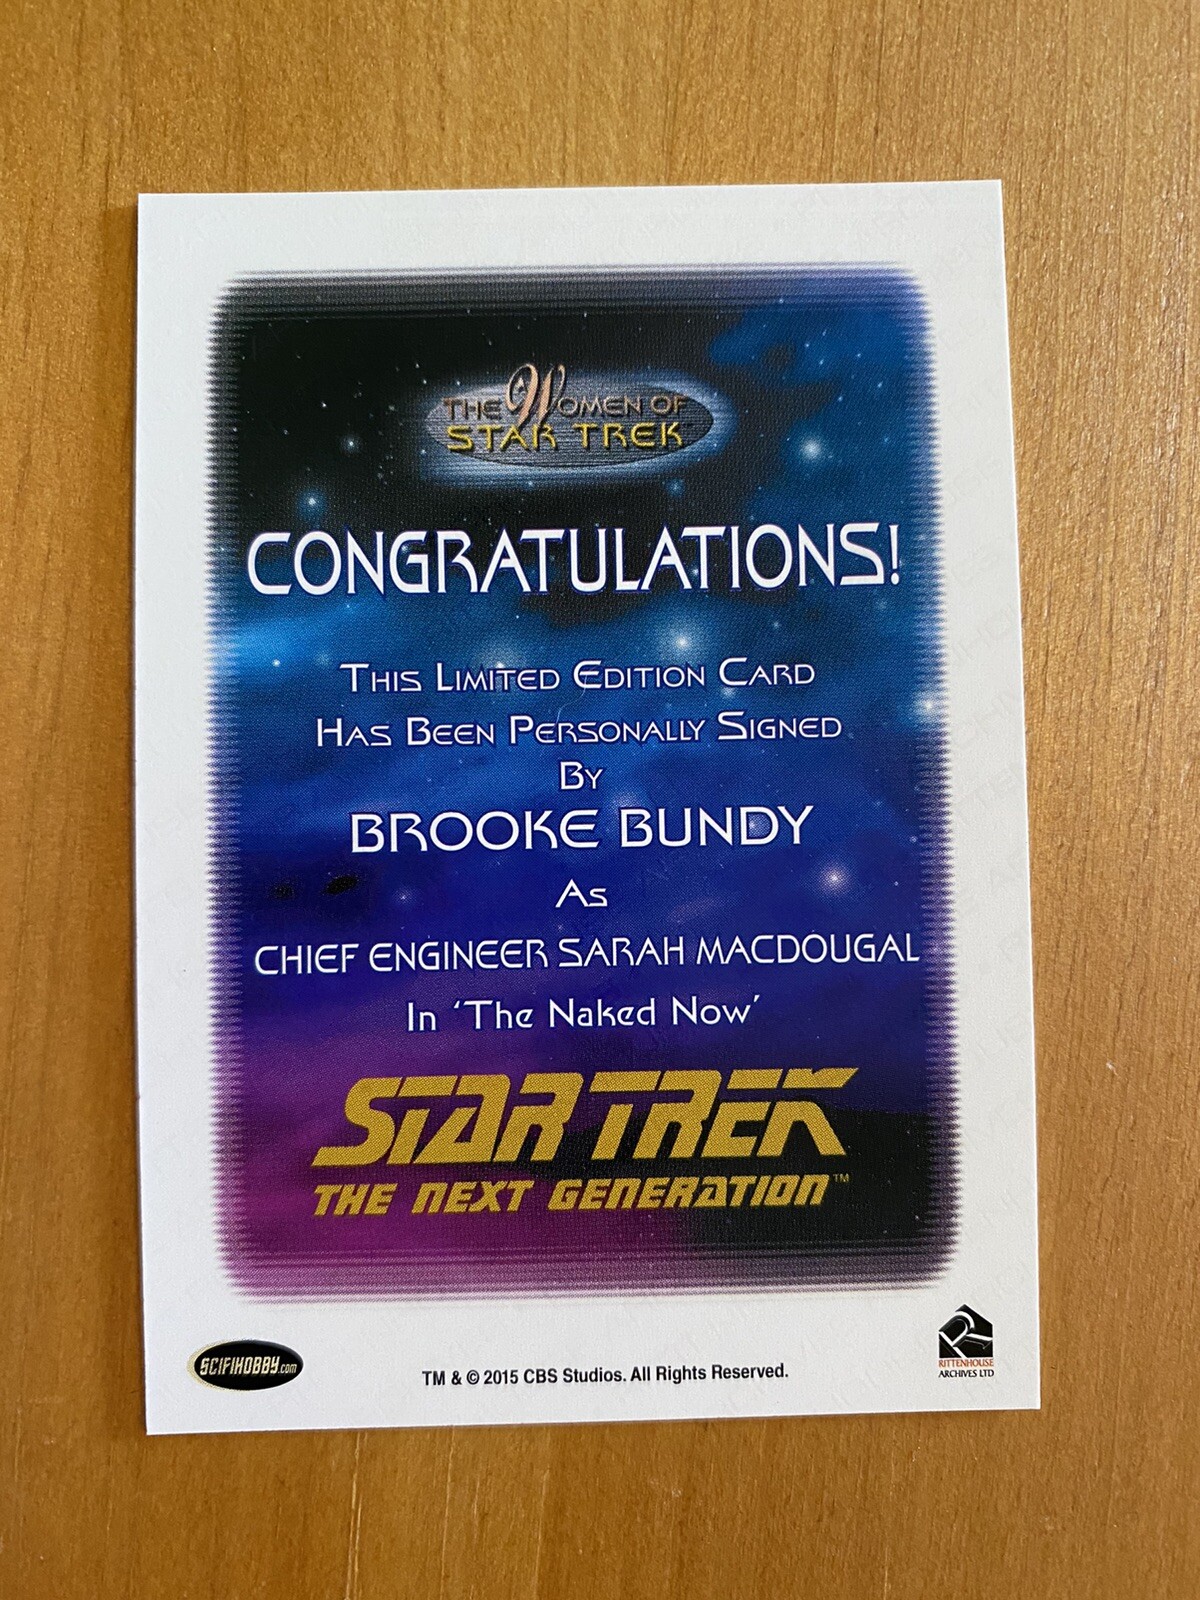 THE WOMEN OF
STAR TREK
CONGRATULATIONS!
THIS LIMITED EDITION CARD
HAS BEEN PERSONALLY SIGNED
BY
BROOKE BUNDY
AS
CHIEF ENGINEER SARAH MACDOUGAL
In ‘The Naked Now’
STAR TREK
THE NEXT GENERATION™
SCIFIHOBBY.com
TM & © 2015 CBS Studios. All Rights Reserved.
RITTENHOUSE
ARCHIVES LTD